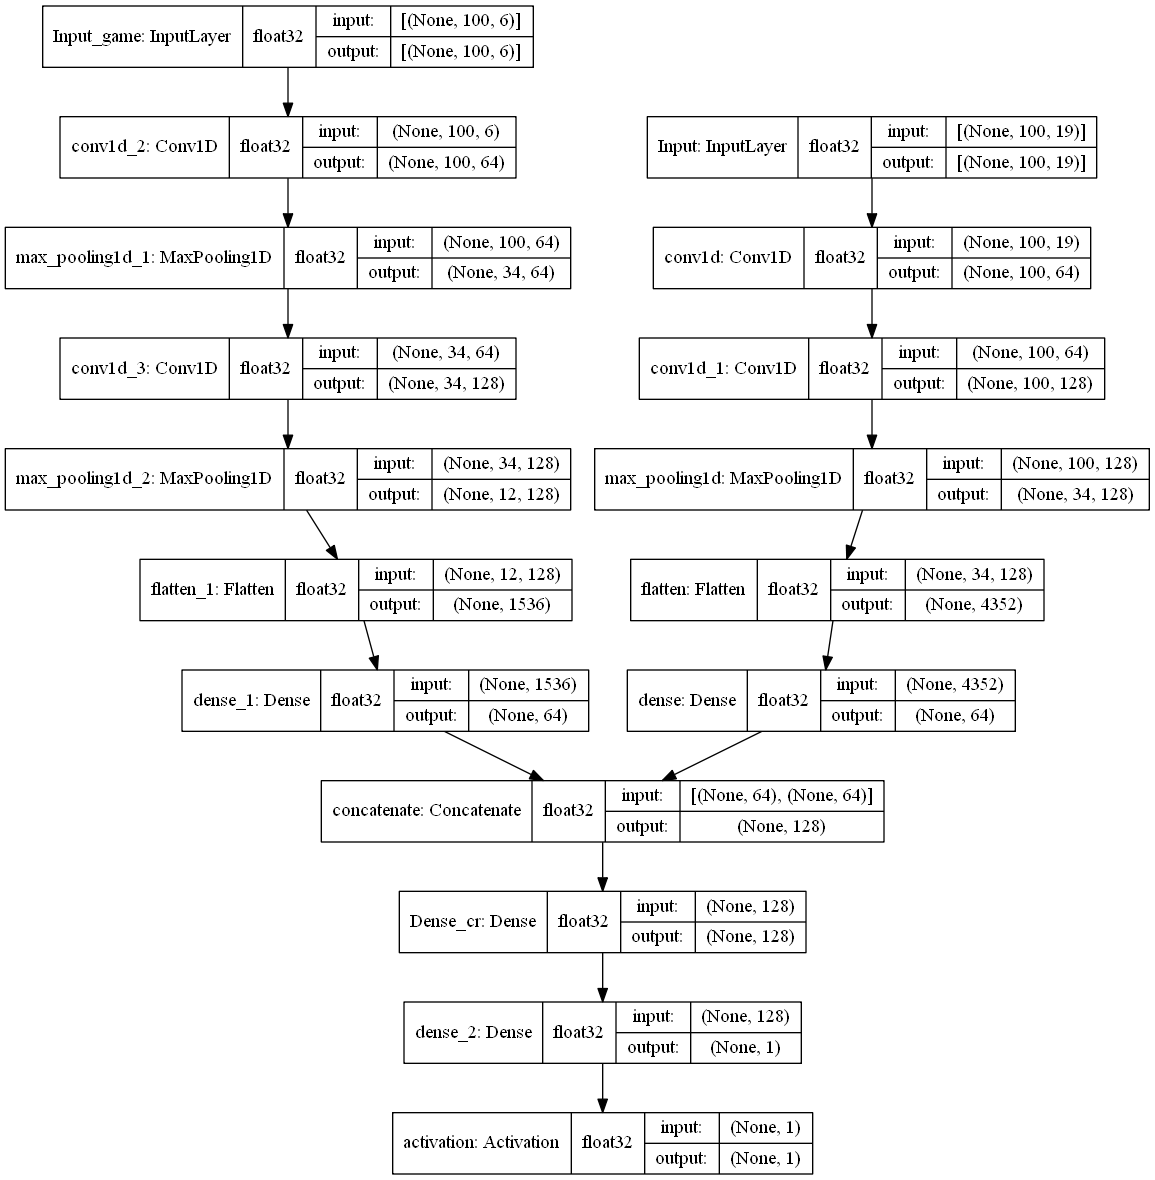 Input_game: InputLayer float32 input: [(None, 100, 6)]
output: [(None, 100, 6)]
conv1d_2: Conv1D float32 input: (None, 100, 6)
output: (None, 100, 64)
Input: InputLayer float32 input: [(None, 100, 19)]
output: [(None, 100, 19)]
max_pooling1d_1: MaxPooling1D float32 input: (None, 100, 64)
output: (None, 34, 64)
conv1d: Conv1D float32 input: (None, 100, 19)
output: (None, 100, 64)
conv1d_3: Conv1D float32 input: (None, 34, 64)
output: (None, 34, 128)
conv1d_1: Conv1D float32 input: (None, 100, 64)
output: (None, 100, 128)
max_pooling1d_2: MaxPooling1D float32 input: (None, 34, 128)
output: (None, 12, 128)
max_pooling1d: MaxPooling1D float32 input: (None, 100, 128)
output: (None, 34, 128)
flatten_1: Flatten float32 input: (None, 12, 128)
output: (None, 1536)
flatten: Flatten float32 input: (None, 34, 128)
output: (None, 4352)
dense_1: Dense float32 input: (None, 1536)
output: (None, 64)
dense: Dense float32 input: (None, 4352)
output: (None, 64)
concatenate: Concatenate float32 input: [(None, 64), (None, 64)]
output: (None, 128)
Dense_cr: Dense float32 input: (None, 128)
output: (None, 128)
dense_2: Dense float32 input: (None, 128)
output: (None, 1)
activation: Activation float32 input: (None, 1)
output: (None, 1)